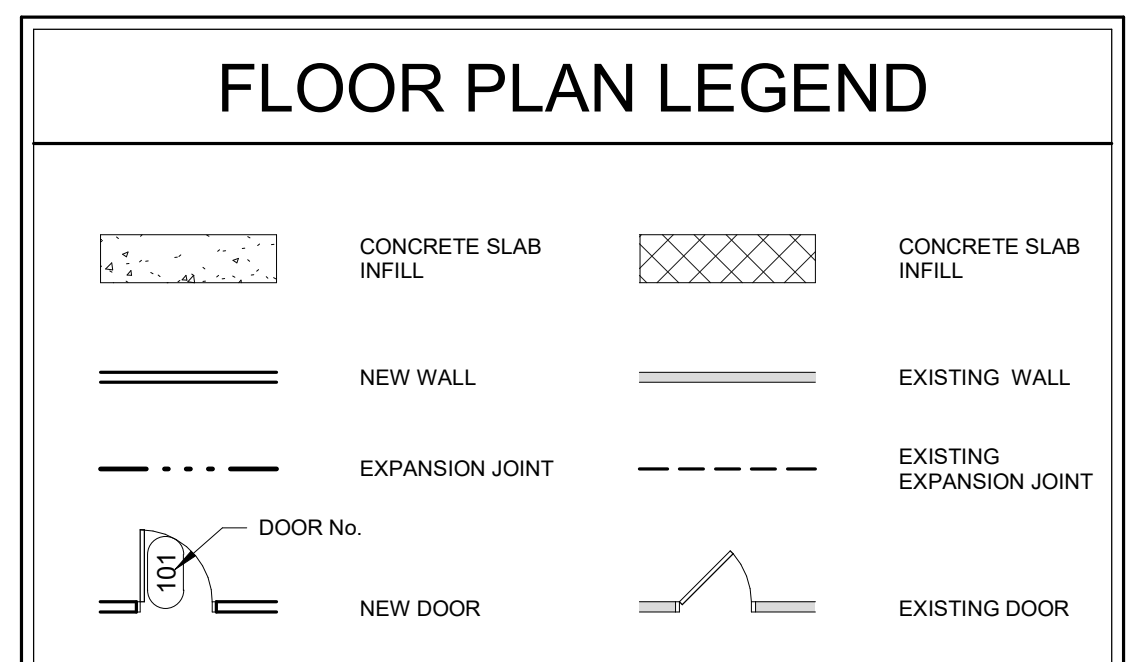 FLOOR PLAN LEGEND
CONCRETE SLAB
INFILL
CONCRETE SLAB
INFILL
NEW WALL
EXISTING WALL
EXPANSION JOINT
EXISTING
EXPANSION JOINT
DOOR No.
101
NEW DOOR
EXISTING DOOR